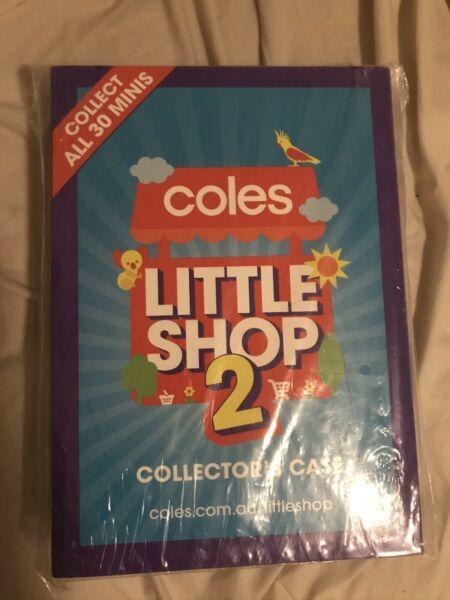 COLLECT
ALL 30 MINIS
coles
LITTLE
SHOP
2
COLLECTOR'S CASE
coles.com.au/littleshop